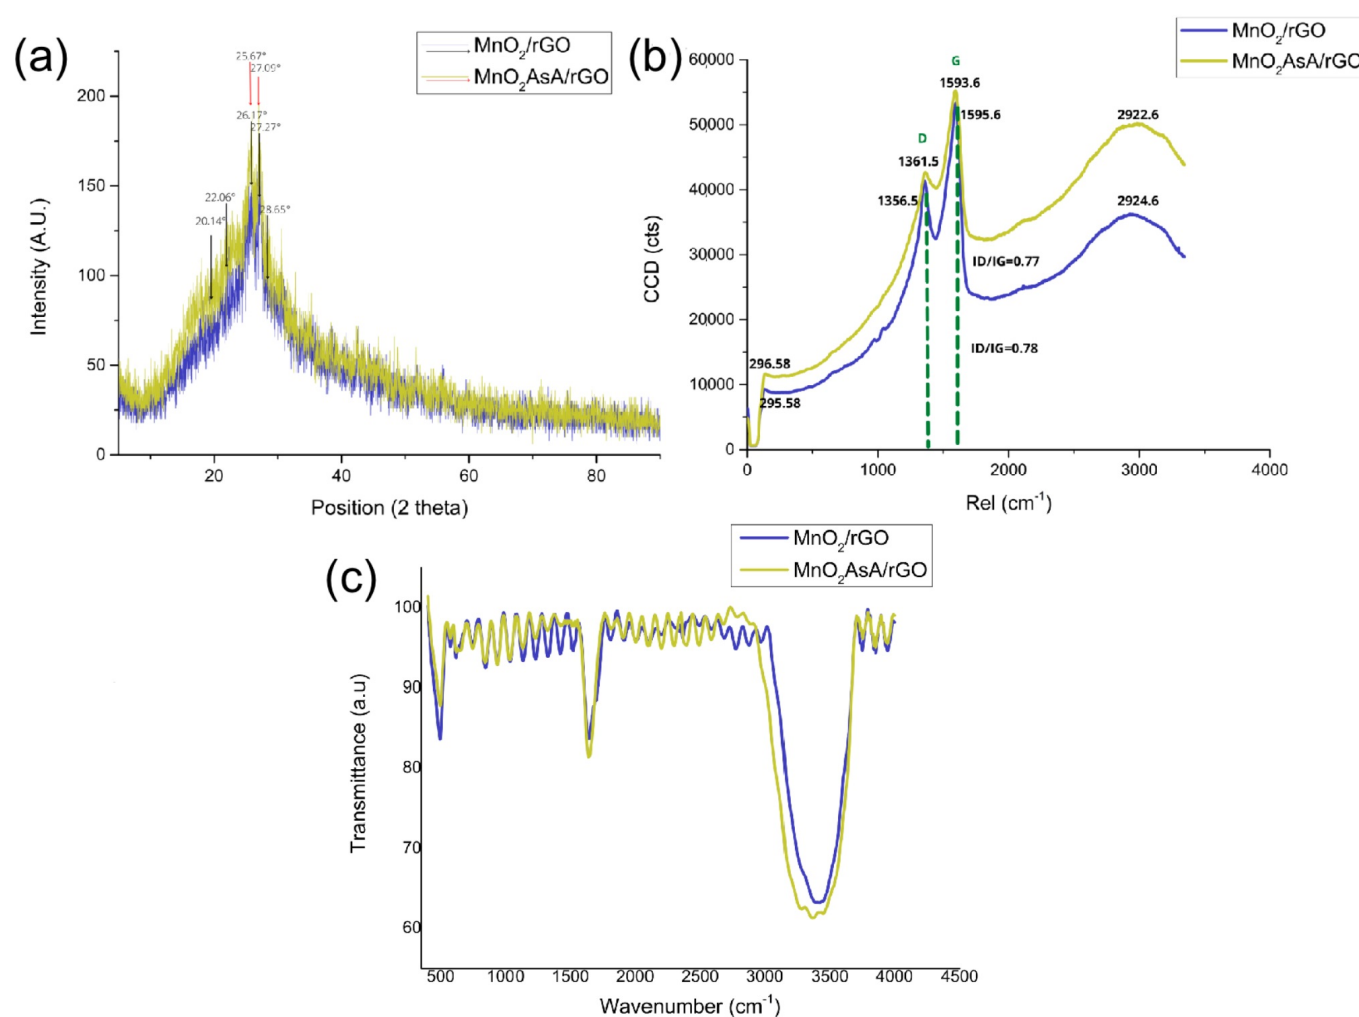 (a)
MnO2/rGO
MnO2AsA/rGO
25.67°
27.09°
26.17°
27.27°
22.06°
20.14°
28.65°
200
150
100
50
0
20
40
60
80
Intensity (A.U.)
Position (2 theta)
(b)
MnO2/rGO
MnO2AsA/rGO
G
1593.6
1595.6
D
1361.5
1356.5
2922.6
2924.6
ID/IG=0.77
ID/IG=0.78
296.58
295.58
60000
50000
40000
30000
20000
10000
0
0
1000
2000
3000
4000
CCD (cts)
Rel (cm-1)
(c)
MnO2/rGO
MnO2AsA/rGO
100
90
80
70
60
500
1000
1500
2000
2500
3000
3500
4000
4500
Transmittance (a.u)
Wavenumber (cm-1)